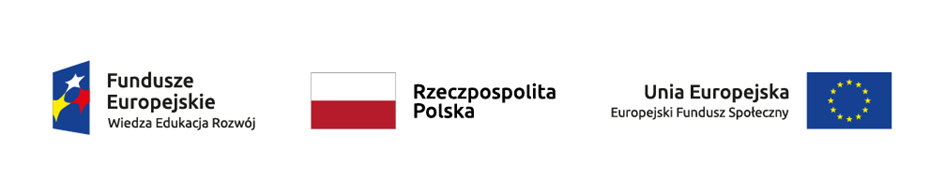 Fundusze
Europejskie
Wiedza Edukacja Rozwój
Rzeczpospolita
Polska
Unia Europejska
Europejski Fundusz Społeczny